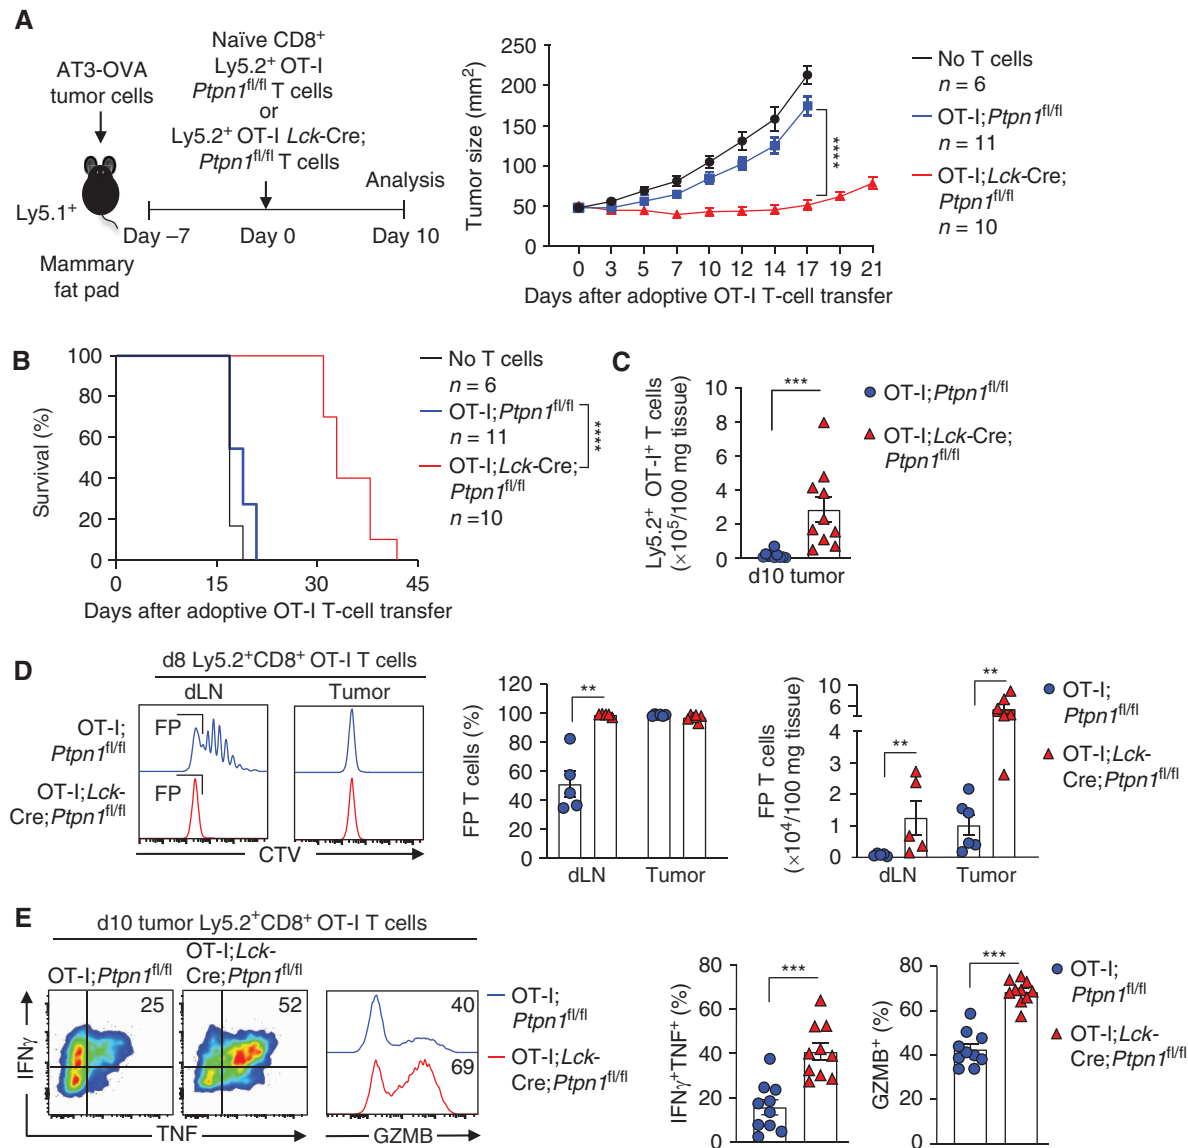 A
AT3-OVA
tumor cells
Naïve CD8+
Ly5.2+ OT-I
Ptpn1fl/fl T cells
or
Ly5.2+ OT-I Lck-Cre;
Ptpn1fl/fl T cells
Analysis
Ly5.1+
Day –7
Day 0
Day 10
Mammary
fat pad
Tumor size (mm2)
250
200
150
100
50
0
0 3 5 7 10 12 14 17 19 21
Days after adoptive OT-I T-cell transfer
****
No T cells
n = 6
OT-I;Ptpn1fl/fl
n = 11
OT-I;Lck-Cre;
Ptpn1fl/fl
n = 10
B
Survival (%)
100
80
60
40
20
0
0 15 30 45
Days after adoptive OT-I T-cell transfer
No T cells
n = 6
OT-I;Ptpn1fl/fl
n = 11
OT-I;Lck-Cre;
Ptpn1fl/fl
n =10
****
C
Ly5.2+ OT-I+ T cells
(×105/100 mg tissue)
10
8
6
4
2
0
***
d10 tumor
OT-I;Ptpn1fl/fl
OT-I;Lck-Cre;
Ptpn1fl/fl
D
d8 Ly5.2+CD8+ OT-I T cells
dLN Tumor
OT-I;
Ptpn1fl/fl
FP
OT-I;Lck-
Cre;Ptpn1fl/fl
FP
CTV
FP T cells (%)
120
100
80
60
40
20
0
**
dLN Tumor
FP T cells
(×104/100 mg tissue)
10
6
4
2
1
0
**
**
dLN Tumor
OT-I;
Ptpn1fl/fl
OT-I;Lck-
Cre;Ptpn1fl/fl
E
d10 tumor Ly5.2+CD8+ OT-I T cells
OT-I;Ptpn1fl/fl
OT-I;Lck-
Cre;Ptpn1fl/fl
25
52
40
69
IFNγ
TNF
GZMB
OT-I;
Ptpn1fl/fl
OT-I;Lck-
Cre;Ptpn1fl/fl
IFNγ+TNF+ (%)
80
60
40
20
0
***
GZMB+ (%)
80
60
40
20
0
***
OT-I;
Ptpn1fl/fl
OT-I;Lck-
Cre;Ptpn1fl/fl